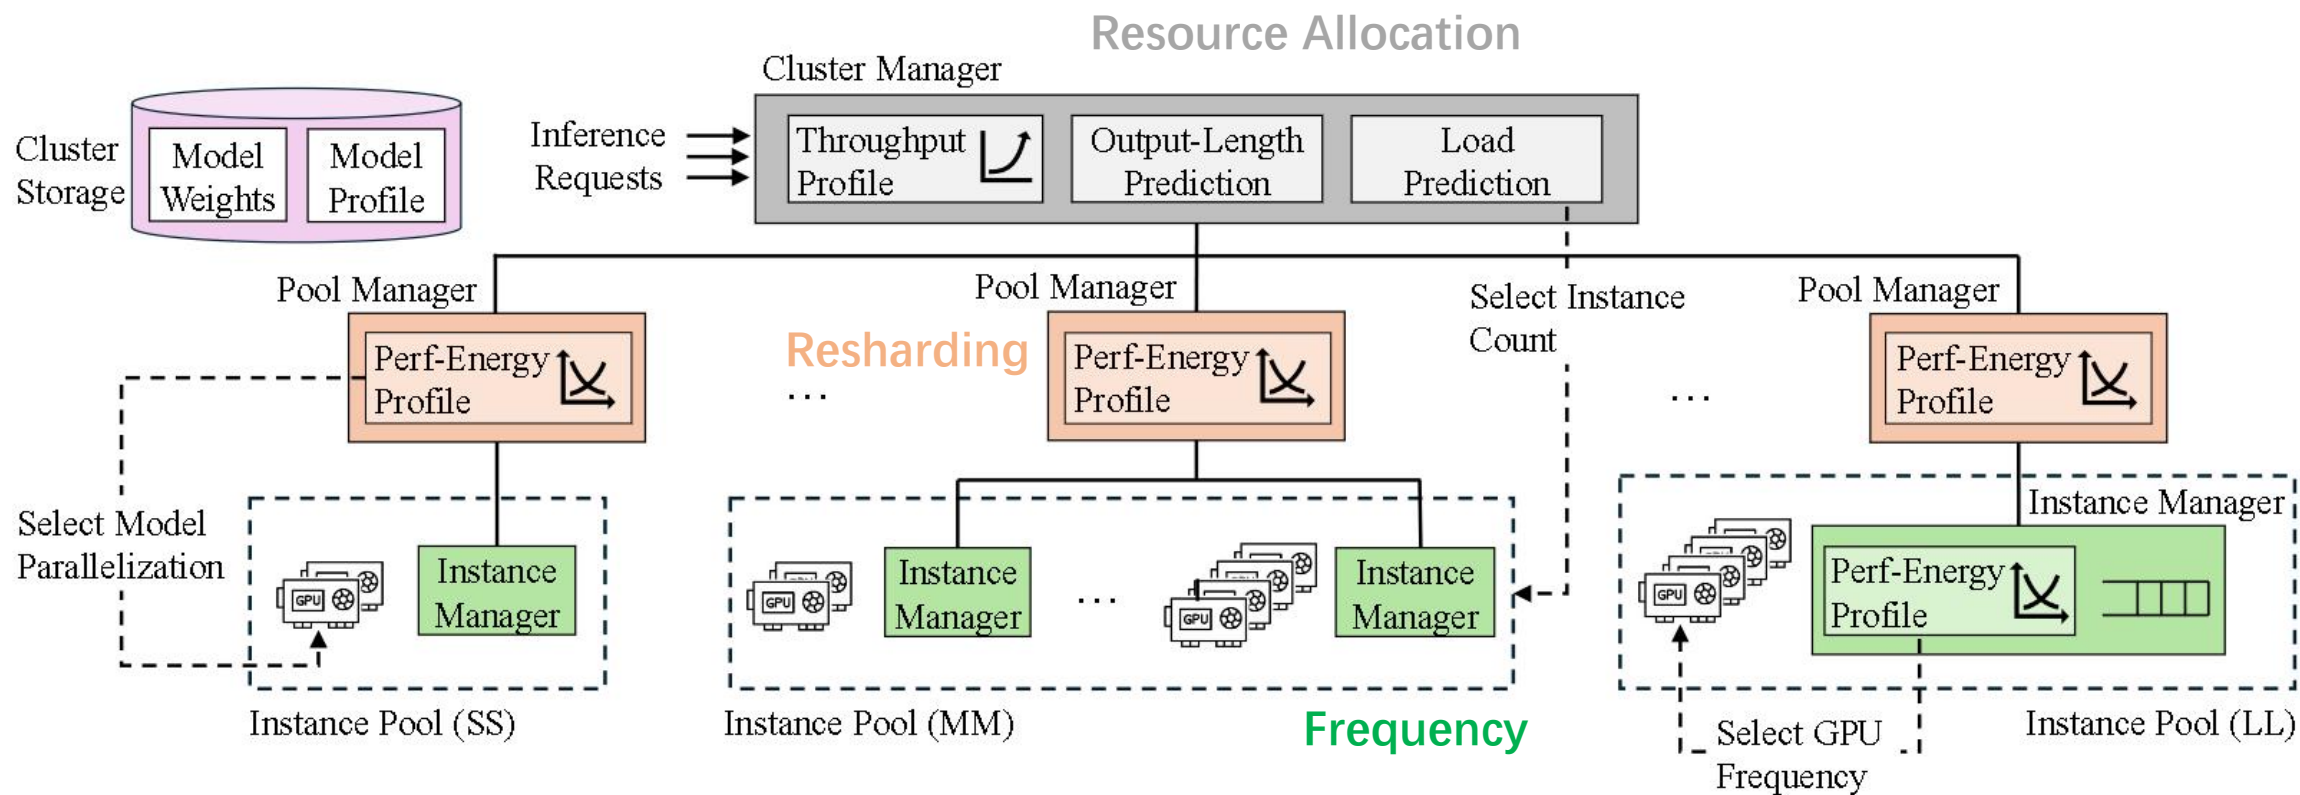 Resource Allocation
Cluster Manager
Cluster
Storage
Model
Weights
Model
Profile
Inference
Requests
Throughput
Profile
Output-Length
Prediction
Load
Prediction
Pool Manager
Perf-Energy
Profile
Resharding
...
Pool Manager
Perf-Energy
Profile
Select Instance
Count
...
Pool Manager
Perf-Energy
Profile
Select Model
Parallelization
GPU
Instance
Manager
Instance Pool (SS)
GPU
Instance
Manager
...
GPU
Instance
Manager
Instance Pool (MM)
Frequency
Instance Manager
GPU
Perf-Energy
Profile
Select GPU
Frequency
Instance Pool (LL)